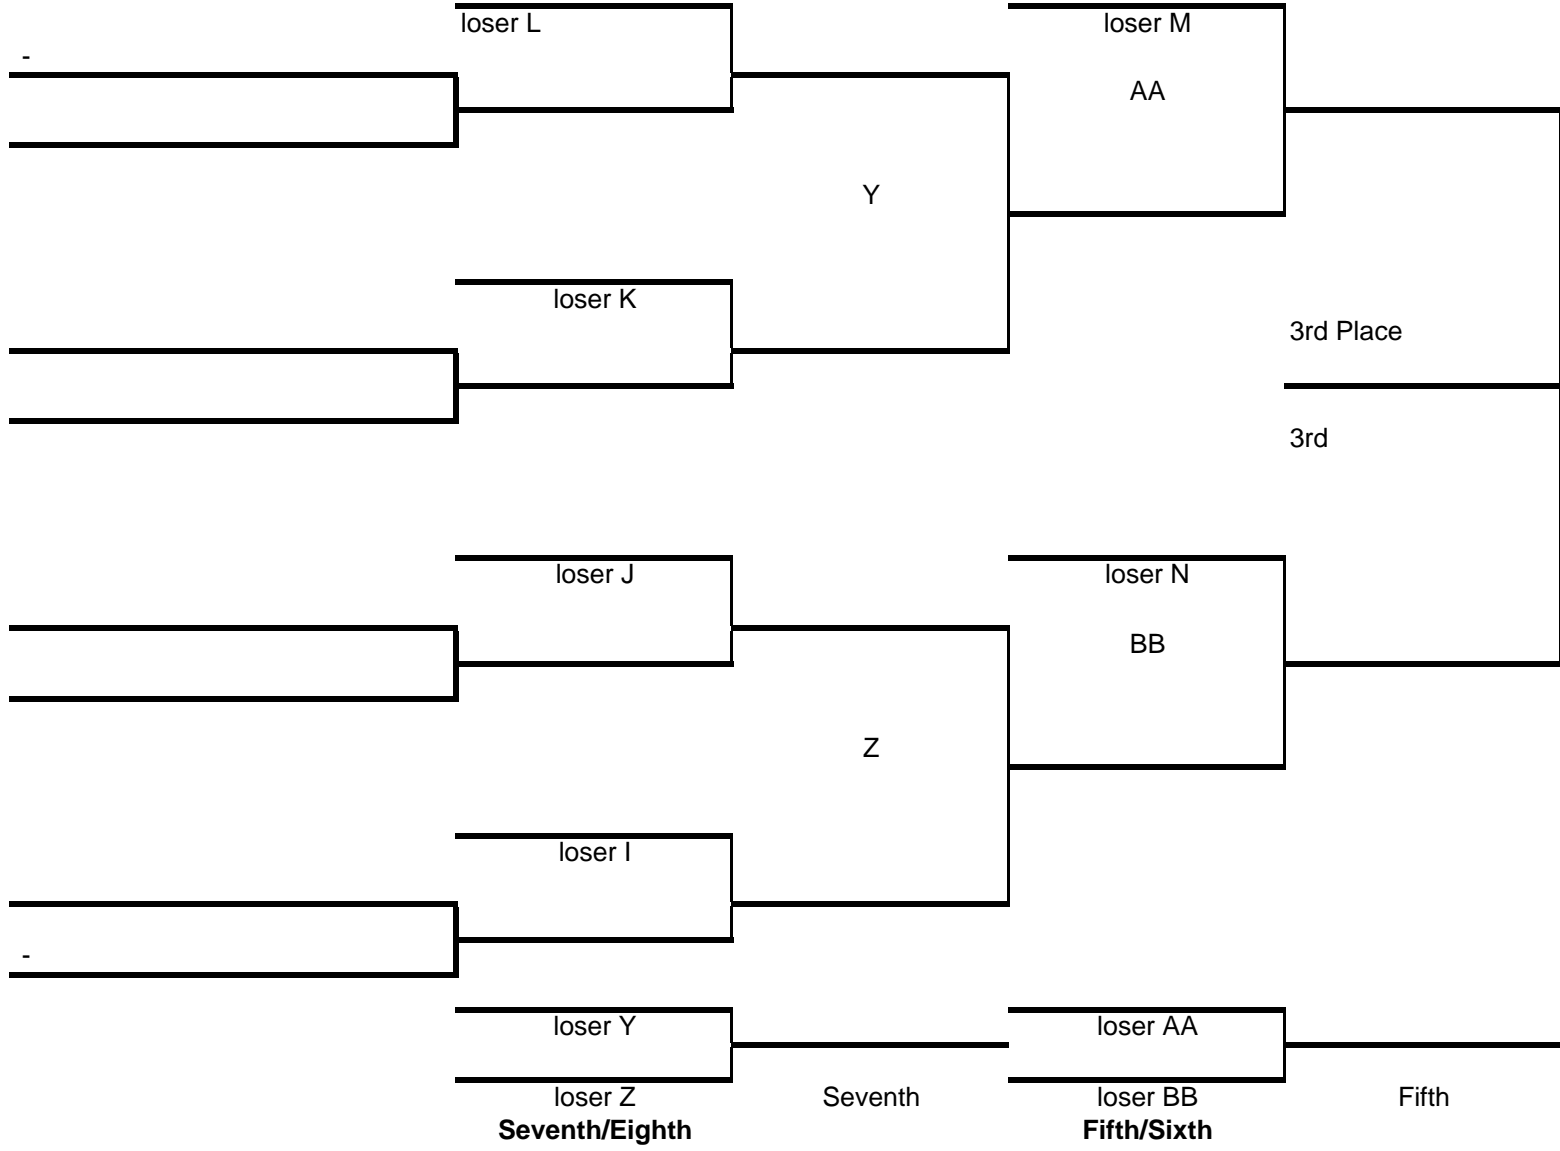 loser L
loser M
-
AA
Y
loser K
3rd Place
3rd
loser J
loser N
BB
Z
loser I
-
loser Y
loser AA
loser Z
Seventh
loser BB
Fifth
Seventh/Eighth
Fifth/Sixth